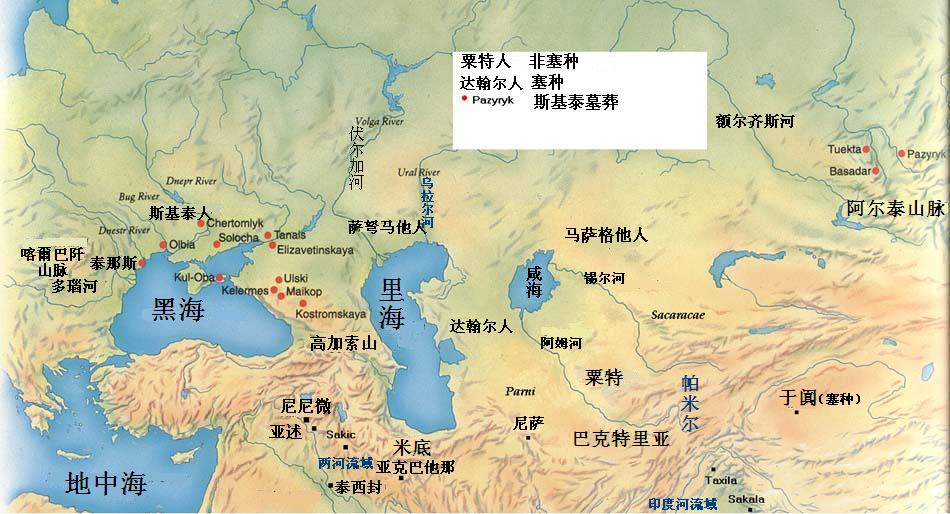 粟特人 非塞种
达翰尔人 塞种
Pazyryk 斯基泰墓葬
Volga River
伏尔加河
额尔齐斯河
Tuekta
Pazyryk
Basadar
Ural River
乌拉尔河
Dnepr River
Bug River
斯基泰人
Chertomlyk
阿尔泰山脉
Dnestr River
Solocha
Tanais
萨弩马他人
马萨格他人
Olbia
Elizavetinskaya
喀爾巴阡
山脉
泰那斯
多瑙河
Kul-Oba
Ulski
Kelermes
Maikop
Kostromskaya
里海
咸海
锡尔河
黑海
Sacaracae
达翰尔人
高加索山
阿姆河
粟特
帕米尔
Parni
于阗(塞种)
尼尼微
亚述
Sakic
米底
尼萨
巴克特里亚
两河流域
亚克巴他那
地中海
泰西封
Taxila
印度河流域
Sakala